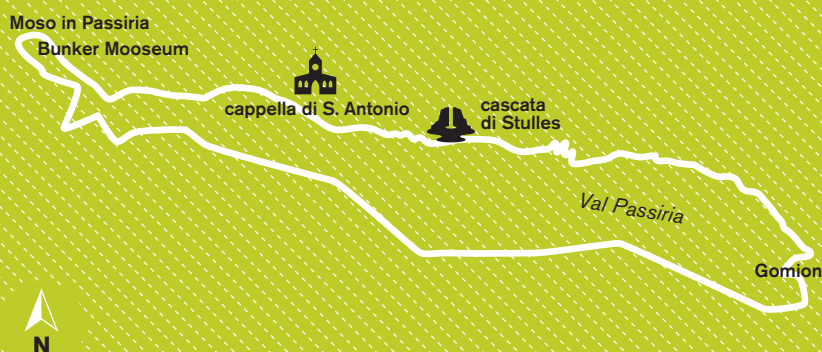 Moso in Passiria
Bunker Mooseum
cappella di S. Antonio
cascata
di Stulles
Val Passiria
Gomion
N